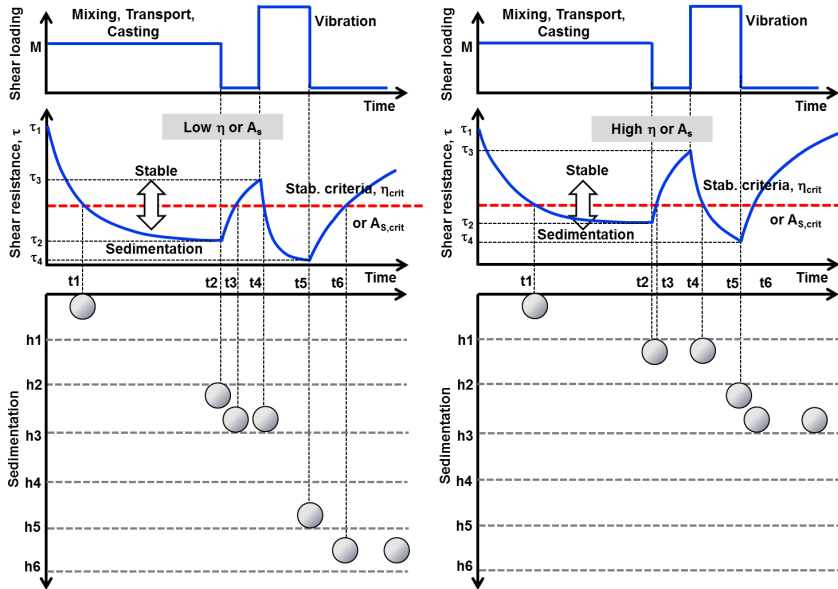 Shear loading
Mixing, Transport,
Casting
Vibration
M
Time
Shear resistance, τ
τ1
τ3
τ2
τ4
Low η or As
Stable
Stab. criteria, ηcrit
or AS,crit
Sedimentation
Time
t1
t2
t3
t4
t5
t6
Sedimentation
h1
h2
h3
h4
h5
h6
Shear loading
Mixing, Transport,
Casting
Vibration
M
Time
Shear resistance, τ
τ1
τ3
τ2
τ4
High η or As
Stable
Stab. criteria, ηcrit
or AS,crit
Sedimentation
Time
t1
t2
t3
t4
t5
t6
Sedimentation
h1
h2
h3
h4
h5
h6